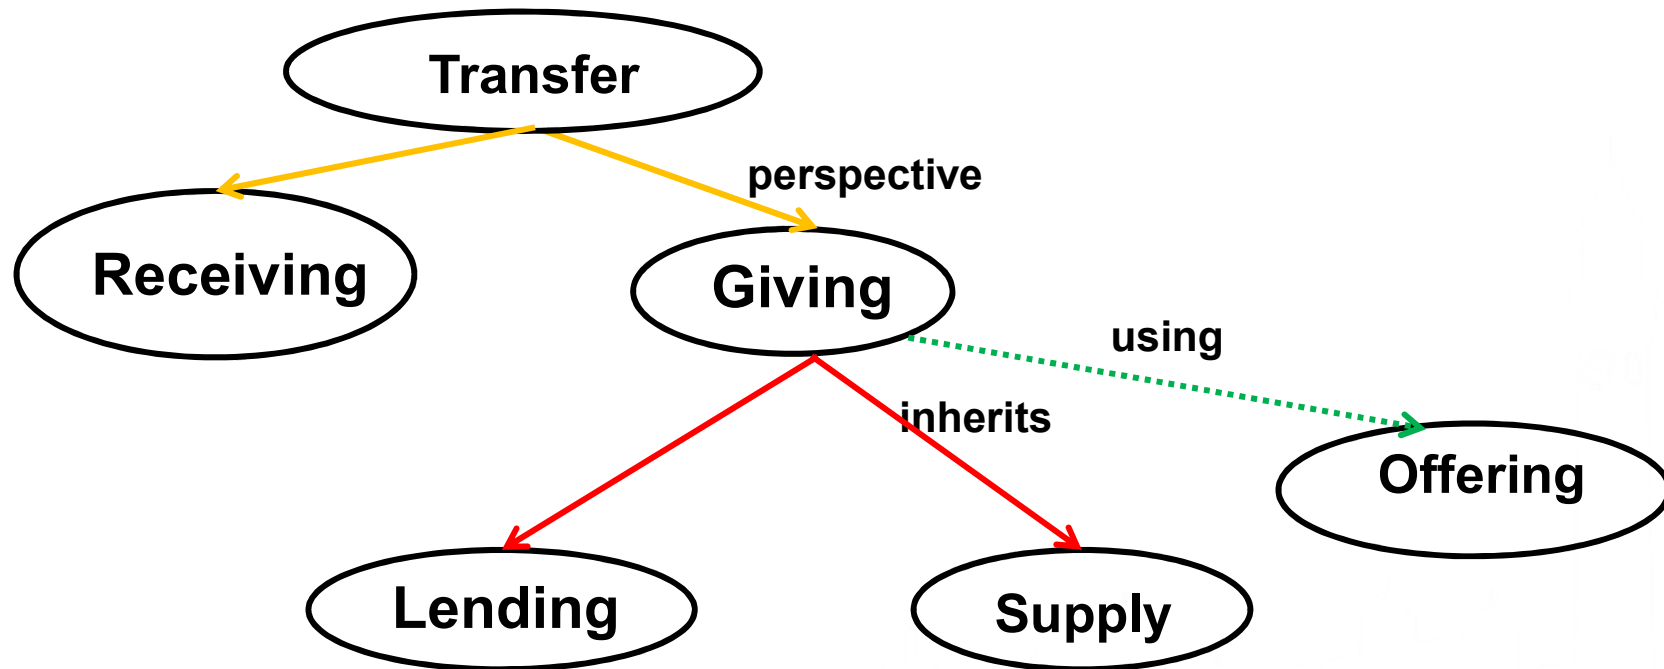 Transfer
perspective
Receiving
Giving
using
inherits
Offering
Lending
Supply